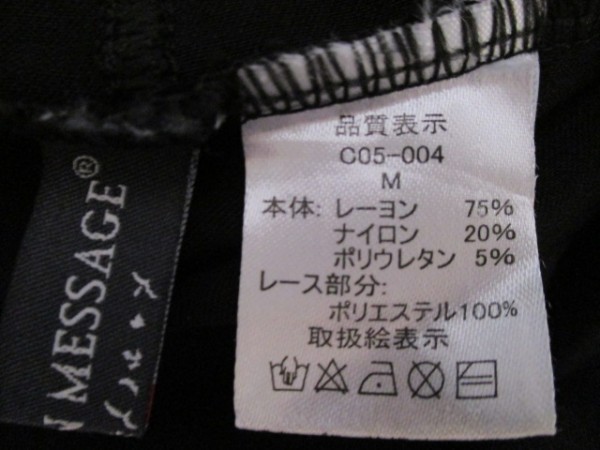 品質表示
C05-004
M
本体: レーヨン 75%
ナイロン 20%
ポリウレタン 5%
レース部分:
ポリエステル100%
取扱絵表示
MESSAGE®